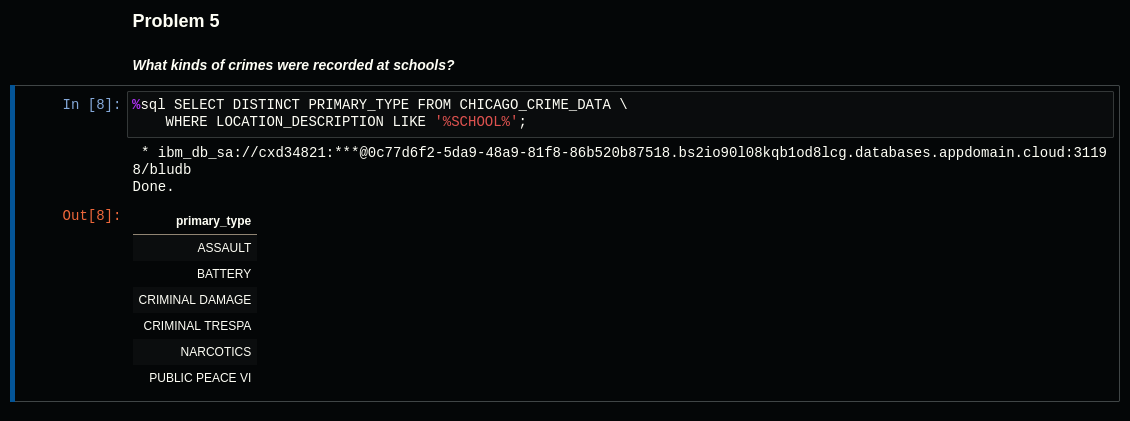 Problem 5
What kinds of crimes were recorded at schools?
In [8]: %sql SELECT DISTINCT PRIMARY_TYPE FROM CHICAGO_CRIME_DATA \
WHERE LOCATION_DESCRIPTION LIKE '%SCHOOL%';
* ibm_db_sa://cxd34821:***@0c77d6f2-5da9-48a9-81f8-86b520b87518.bs2io90l08kqb1od8lcg.databases.appdomain.cloud:3119
8/bludb
Done.
Out[8]:
primary_type
ASSAULT
BATTERY
CRIMINAL DAMAGE
CRIMINAL TRESPA
NARCOTICS
PUBLIC PEACE VI